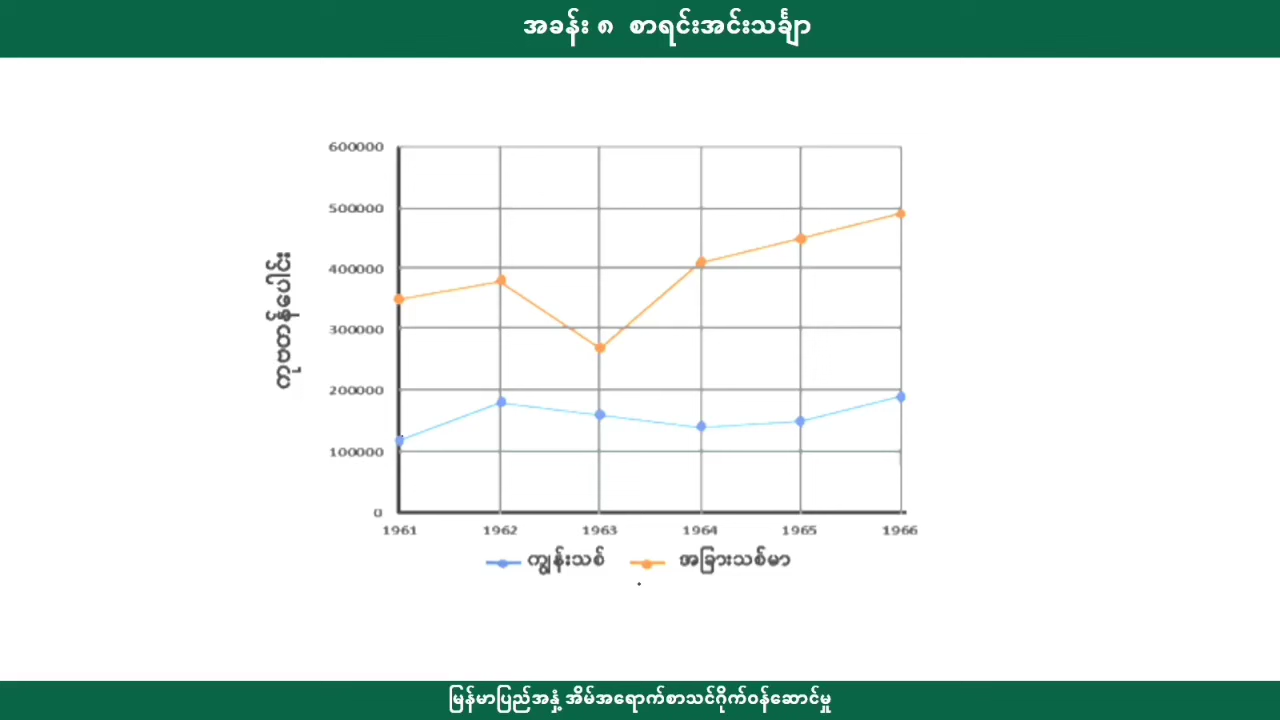 အခန်း ၈ စာရင်းအင်းသင်္ချာ
600000
500000
400000
300000
200000
100000
0
ကုဗတန်ပေါင်း
1961 1962 1963 1964 1965 1966
ကျွန်းသစ် အခြားသစ်မာ
မြန်မာပြည်အနှံ့ အိမ်အရောက်စာသင်ဂိုက်ဝန်ဆောင်မှု